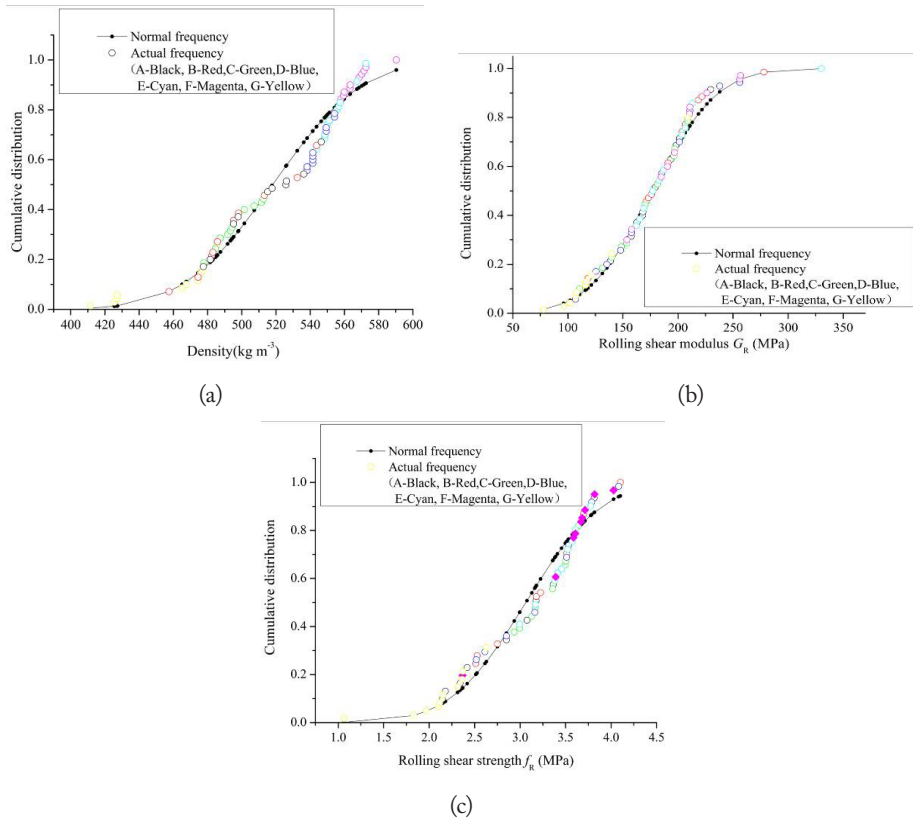 Normal frequency
Actual frequency
(A-Black, B-Red,C-Green,D-Blue,
E-Cyan, F-Magenta, G-Yellow)
1.0
0.8
0.6
0.4
0.2
0.0
Cumulative distribution
400 420 440 460 480 500 520 540 560 580 600
Density(kg m-3)
(a)
1.0
0.8
0.6
0.4
0.2
0.0
Cumulative distribution
Normal frequency
Actual frequency
(A-Black, B-Red,C-Green,D-Blue,
E-Cyan, F-Magenta, G-Yellow)
50 100 150 200 250 300 350
Rolling shear modulus GR (MPa)
(b)
Normal frequency
Actual frequency
(A-Black, B-Red,C-Green,D-Blue,
E-Cyan, F-Magenta, G-Yellow)
1.0
0.8
0.6
0.4
0.2
0.0
Cumulative distribution
1.0 1.5 2.0 2.5 3.0 3.5 4.0 4.5
Rolling shear strength fR (MPa)
(c)